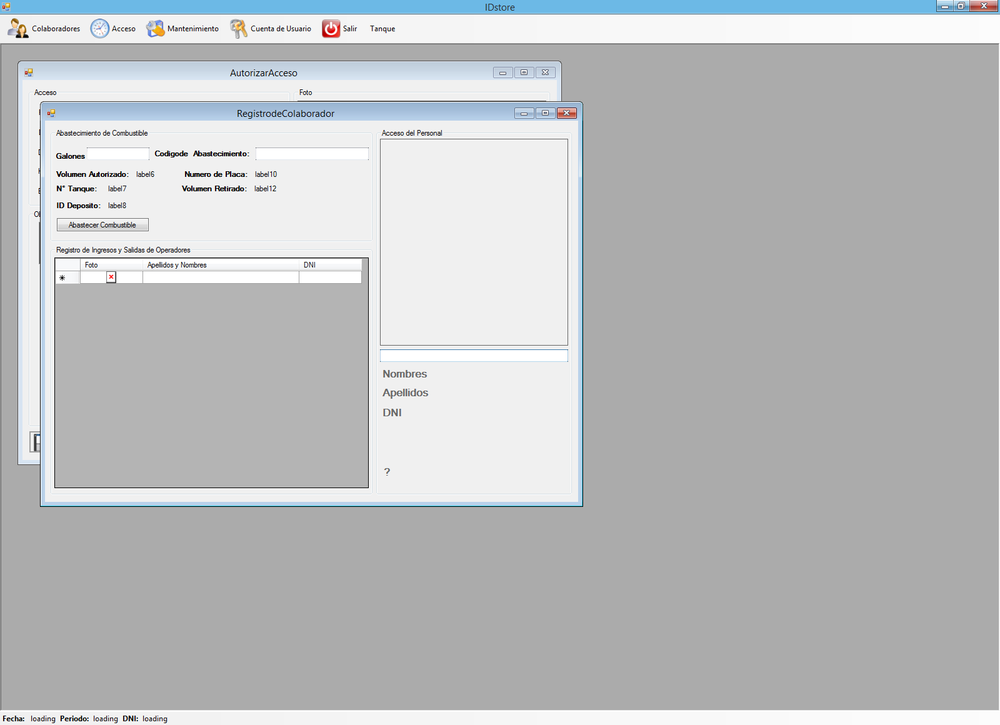 IDstore
Colaboradores Acceso Mantenimiento Cuenta de Usuario Salir Tanque
AutorizarAcceso
Acceso Foto
RegistrodeColaborador
Abastecimiento de Combustible Acceso del Personal
Galones Codigode Abastecimiento:
Volumen Autorizado: label6 Numero de Placa: label10
N° Tanque: label7 Volumen Retirado: label12
ID Deposito: label8
Abastecer Combustible
Registro de Ingresos y Salidas de Operadores
Foto Apellidos y Nombres DNI
Nombres
Apellidos
DNI
?
Fecha: loading Periodo: loading DNI: loading